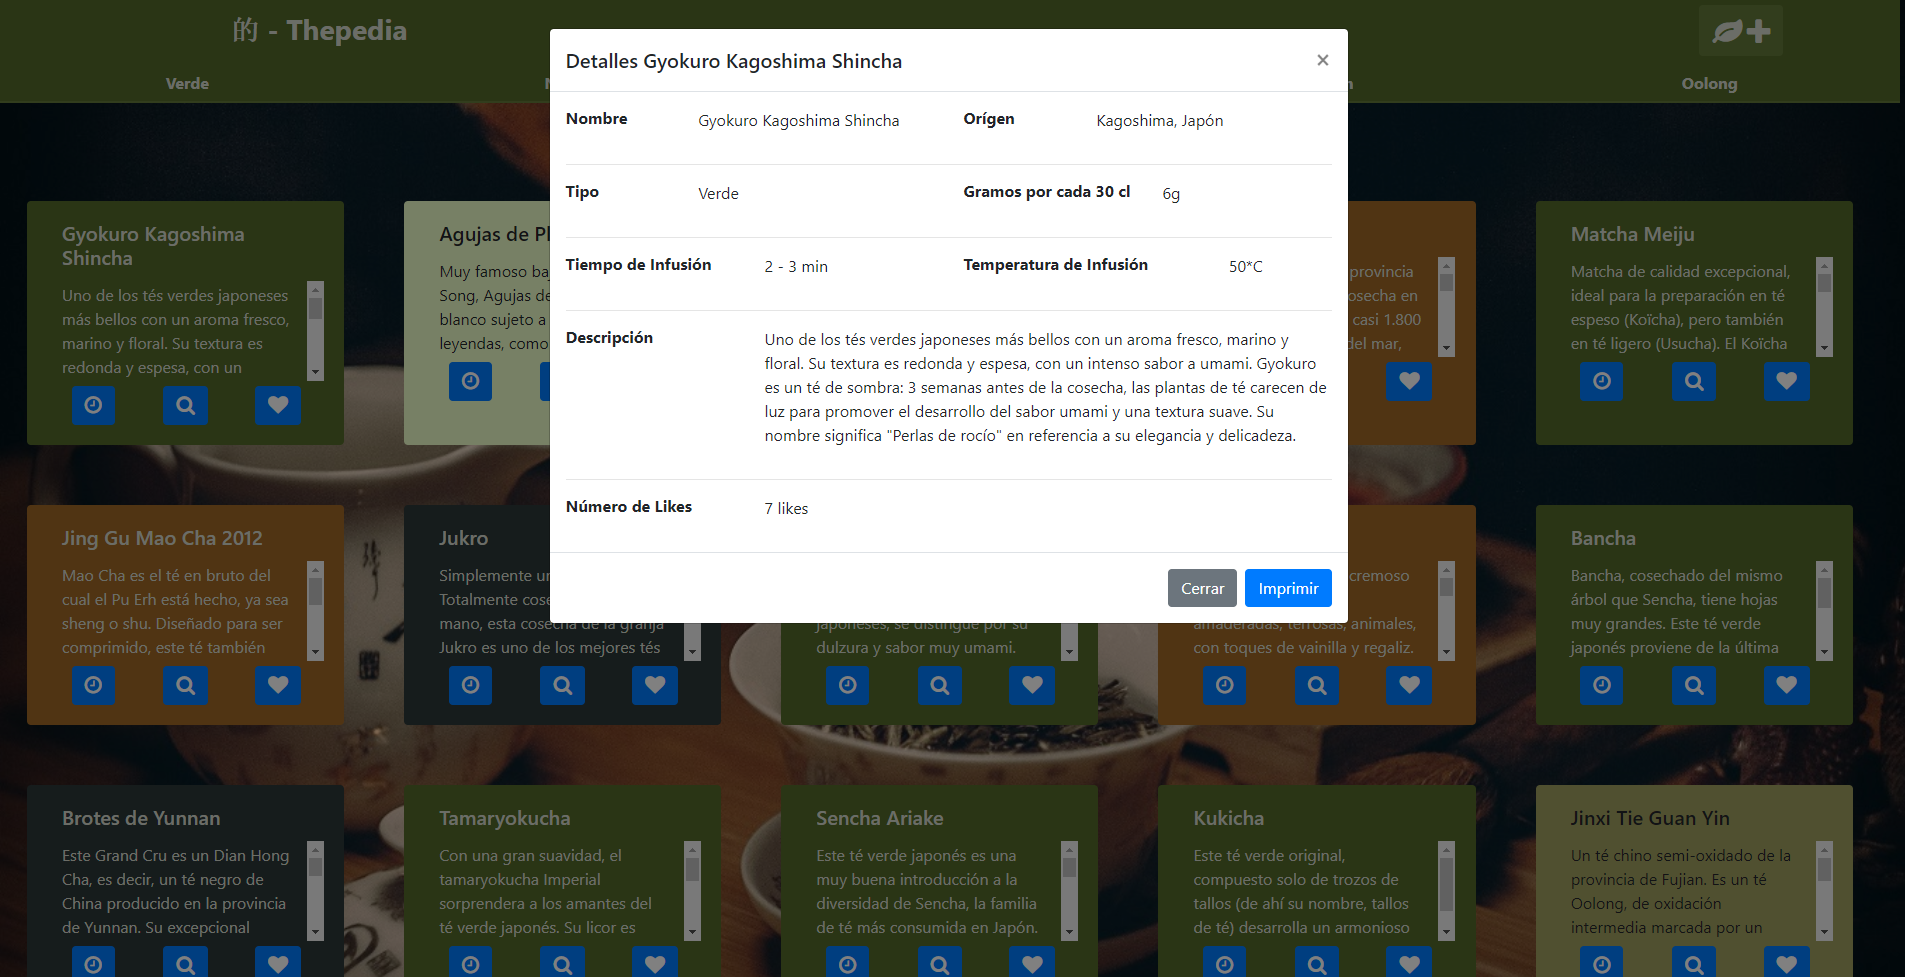 的 - Thepedia
Verde
Oolong
Detalles Gyokuro Kagoshima Shincha
×
Nombre
Gyokuro Kagoshima Shincha
Orígen
Kagoshima, Japón
Tipo
Verde
Gramos por cada 30 cl
6g
Tiempo de Infusión
2 - 3 min
Temperatura de Infusión
50*C
Descripción
Uno de los tés verdes japoneses más bellos con un aroma fresco, marino y
floral. Su textura es redonda y espesa, con un intenso sabor a umami. Gyokuro
es un té de sombra: 3 semanas antes de la cosecha, las plantas de té carecen de
luz para promover el desarrollo del sabor umami y una textura suave. Su
nombre significa "Perlas de rocío" en referencia a su elegancia y delicadeza.
Número de Likes
7 likes
Cerrar
Imprimir
Gyokuro Kagoshima
Shincha
Uno de los tés verdes japoneses
más bellos con un aroma fresco,
marino y floral. Su textura es
redonda y espesa, con un
Agujas de
Muy famoso
Song, Agujas
blanco sujeto a
leyendas, como
provincia
en
casi 1.800
del mar,
Matcha Meiju
Matcha de calidad excepcional,
ideal para la preparación en té
espeso (Koïcha), pero también
en té ligero (Usucha). El Koïcha
Jing Gu Mao Cha 2012
Mao Cha es el té en bruto del
cual el Pu Erh está hecho, ya sea
sheng o shu. Diseñado para ser
comprimido, este té también
Jukro
Simplemente
Totalmente
mano, esta cosecha de la granja
Jukro es uno de los mejores tés
japoneses, se distingue por su
dulzura y sabor muy umami.
cremoso
amaderadas, terrosas, animales,
con toques de vainilla y regaliz.
Bancha
Bancha, cosechado del mismo
árbol que Sencha, tiene hojas
muy grandes. Este té verde
japonés proviene de la última
Brotes de Yunnan
Este Grand Cru es un Dian Hong
Cha, es decir, un té negro de
China producido en la provincia
de Yunnan. Su excepcional
Tamaryokucha
Con una gran suavidad, el
tamaryokucha Imperial
sorprendera a los amantes del
té verde japonés. Su licor es
Sencha Ariake
Este té verde japonés es una
muy buena introducción a la
diversidad de Sencha, la familia
de té más consumida en Japón.
Kukicha
Este té verde original,
compuesto solo de trozos de
tallos (de ahí su nombre, tallos
de té) desarrolla un armonioso
Jinxi Tie Guan Yin
Un té chino semi-oxidado de la
provincia de Fujian. Es un té
Oolong, de oxidación
intermedia marcada por un